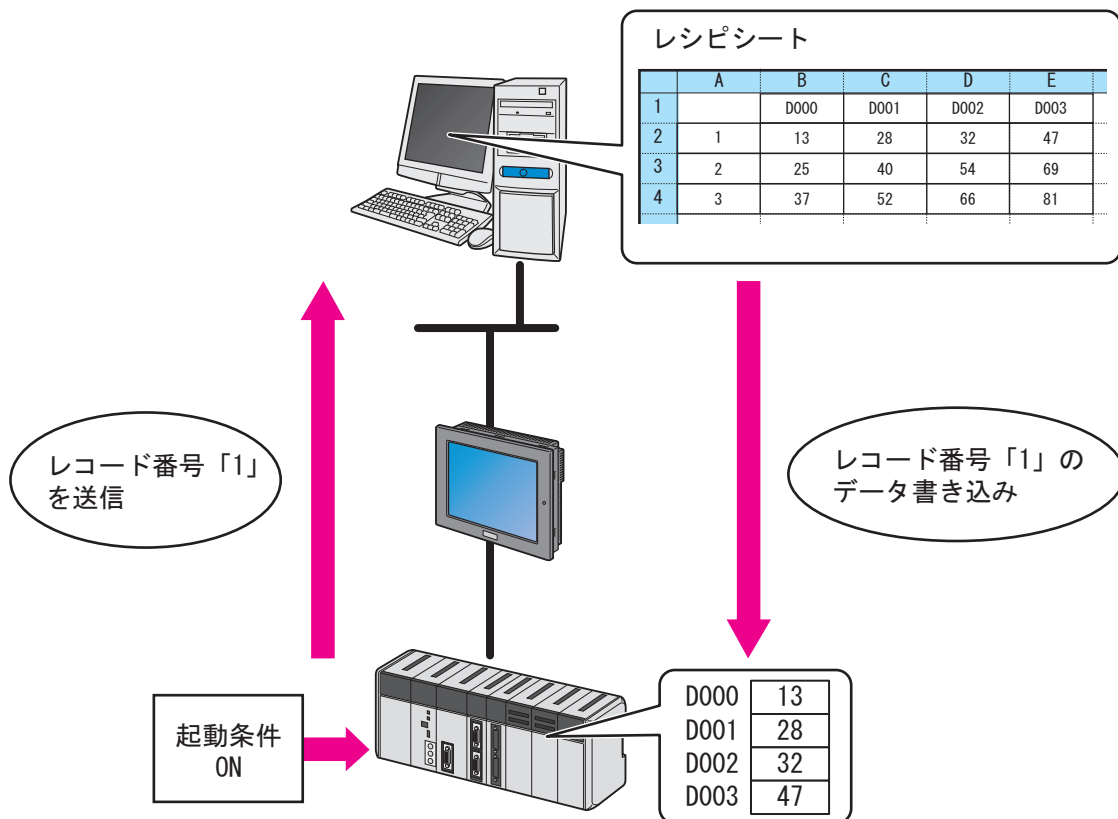 レシピシート
A B C D E
1 D000 D001 D002 D003
2 1 13 28 32 47
3 2 25 40 54 69
4 3 37 52 66 81
レコード番号「1」
を送信
レコード番号「1」の
データ書き込み
起動条件
ON
D000 13
D001 28
D002 32
D003 47